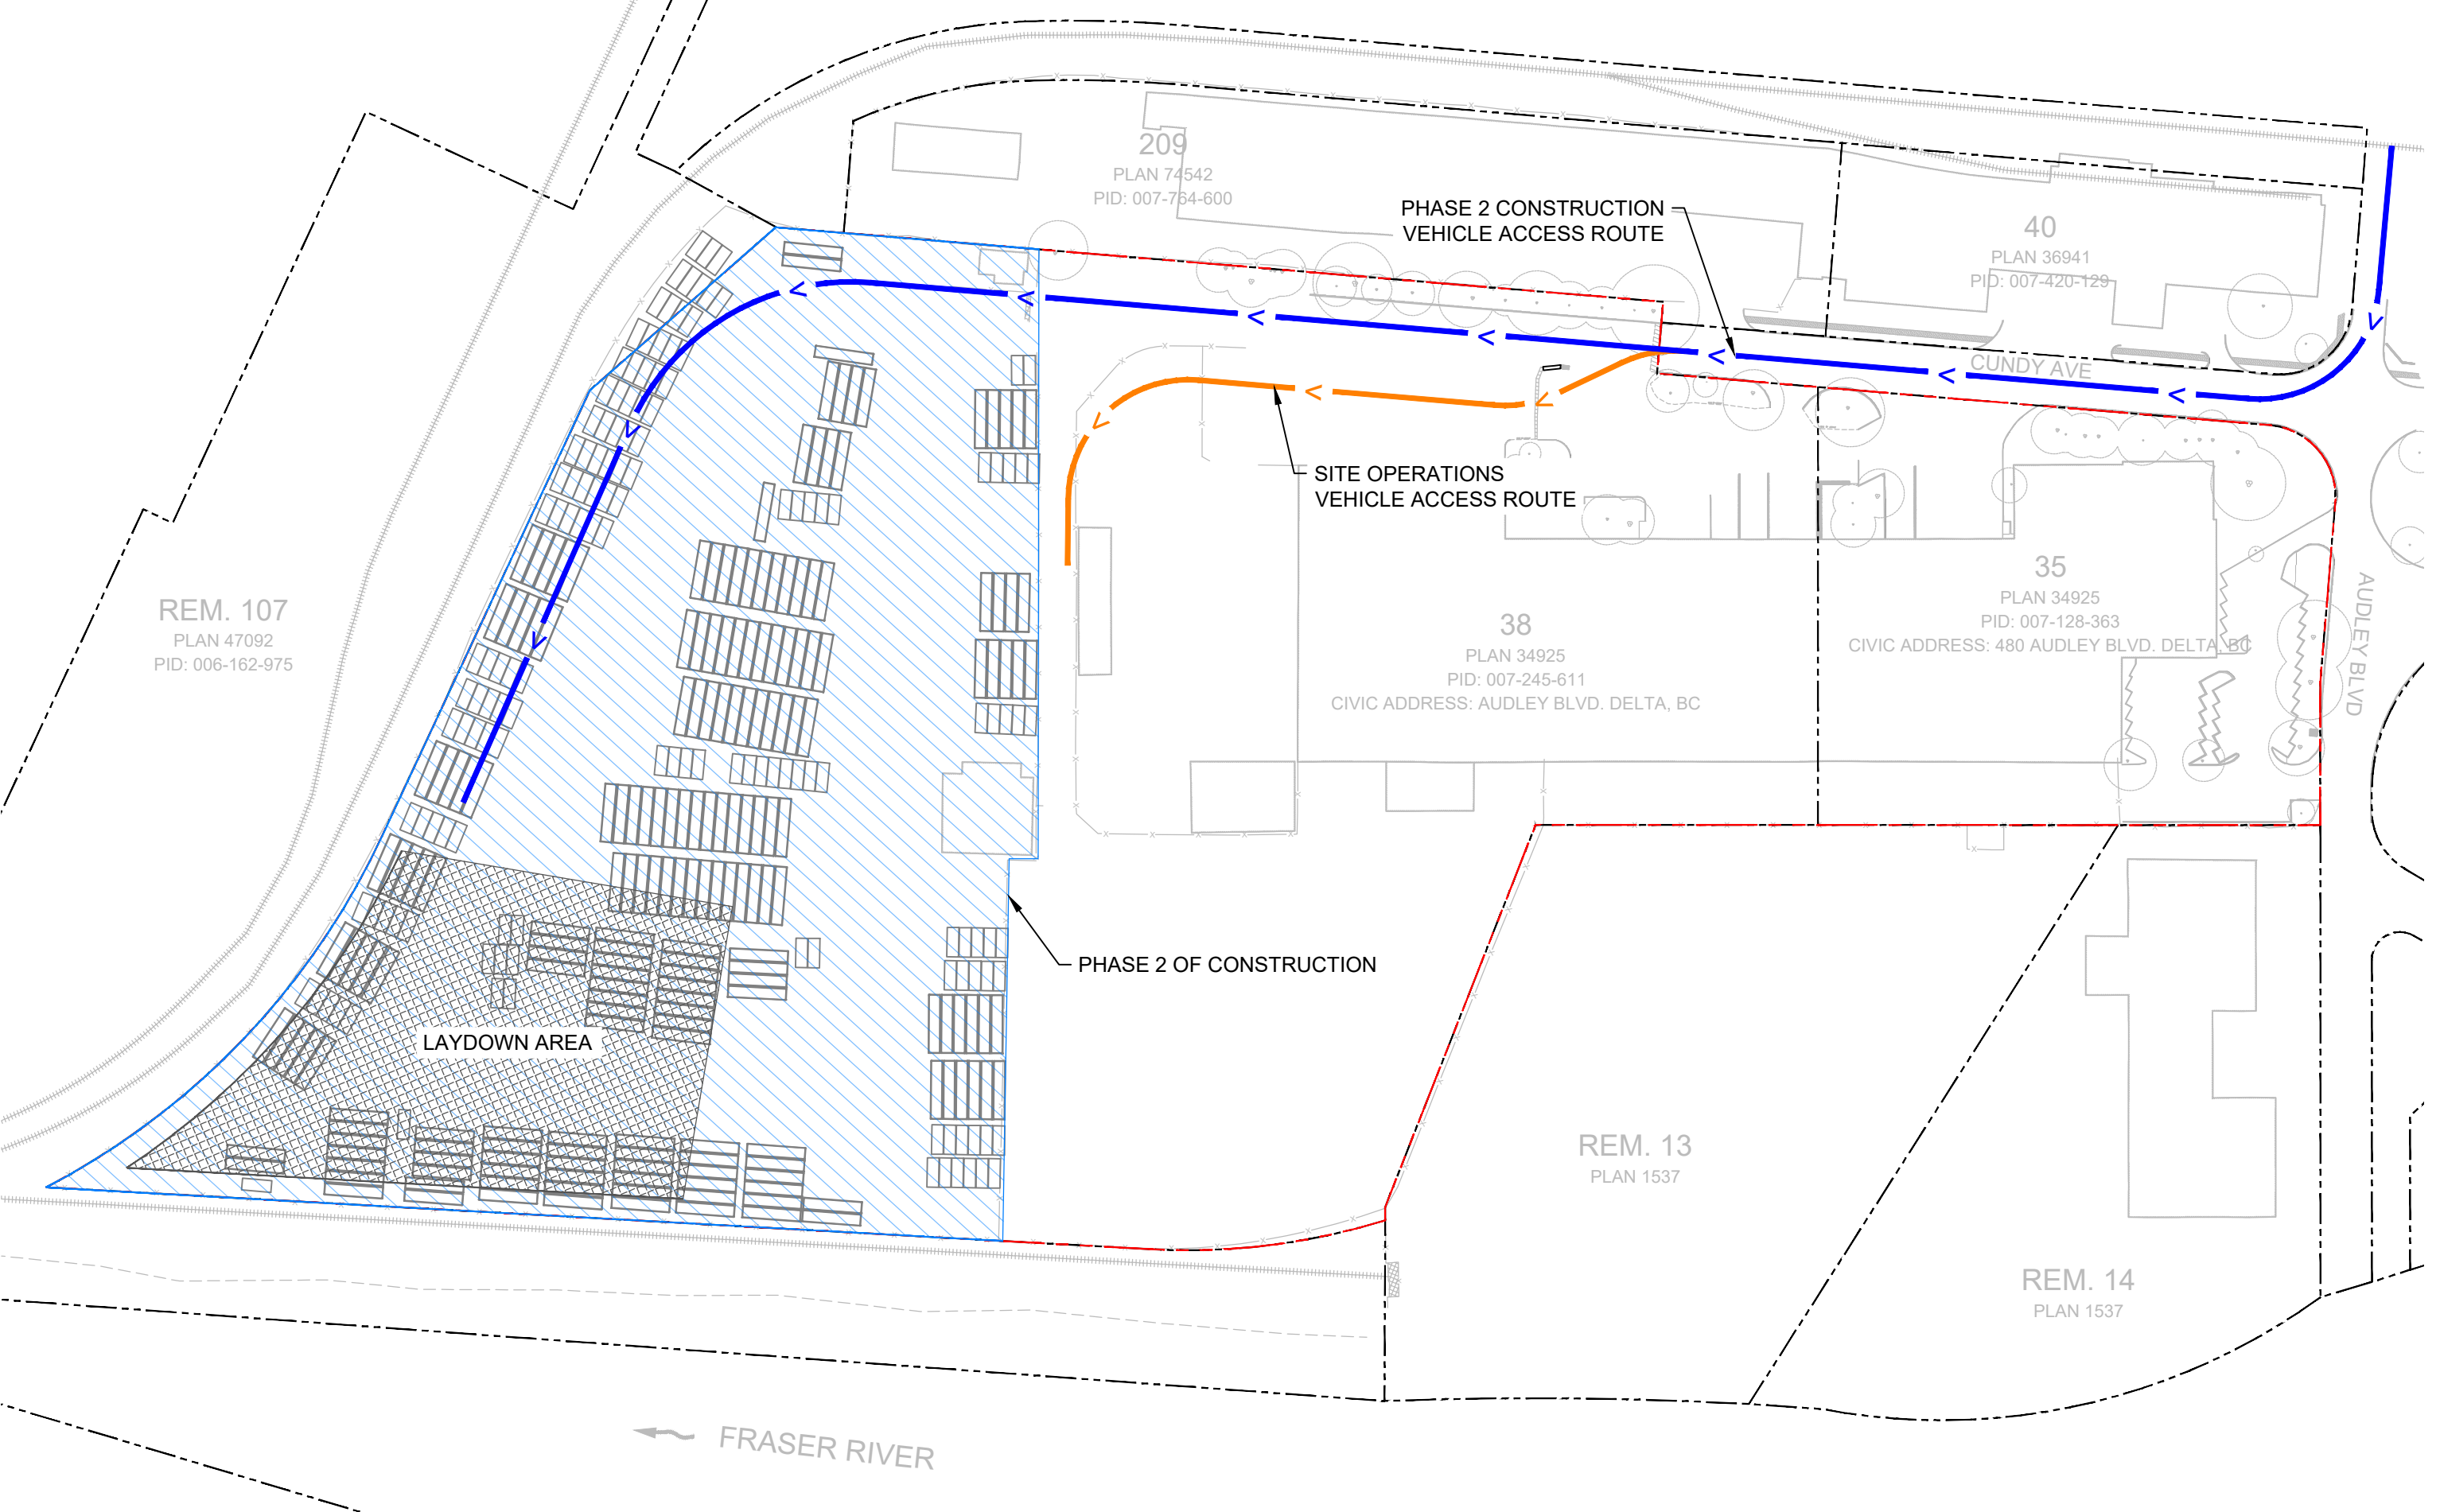 209
PLAN 74542
PID: 007-764-600
PHASE 2 CONSTRUCTION
VEHICLE ACCESS ROUTE
40
PLAN 36941
PID: 007-420-129
CUNDY AVE
SITE OPERATIONS
VEHICLE ACCESS ROUTE
REM. 107
PLAN 47092
PID: 006-162-975
38
PLAN 34925
PID: 007-245-611
CIVIC ADDRESS: AUDLEY BLVD. DELTA, BC
35
PLAN 34925
PID: 007-128-363
CIVIC ADDRESS: 480 AUDLEY BLVD. DELTA, BC
AUDLEY BLVD
PHASE 2 OF CONSTRUCTION
LAYDOWN AREA
REM. 13
PLAN 1537
REM. 14
PLAN 1537
FRASER RIVER